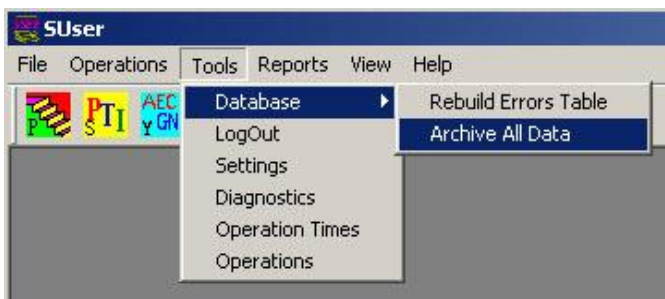 SUser
File Operations Tools Reports View Help
P PTI S AEC Y GN
Database Rebuild Errors Table
LogOut Archive All Data
Settings
Diagnostics
Operation Times
Operations